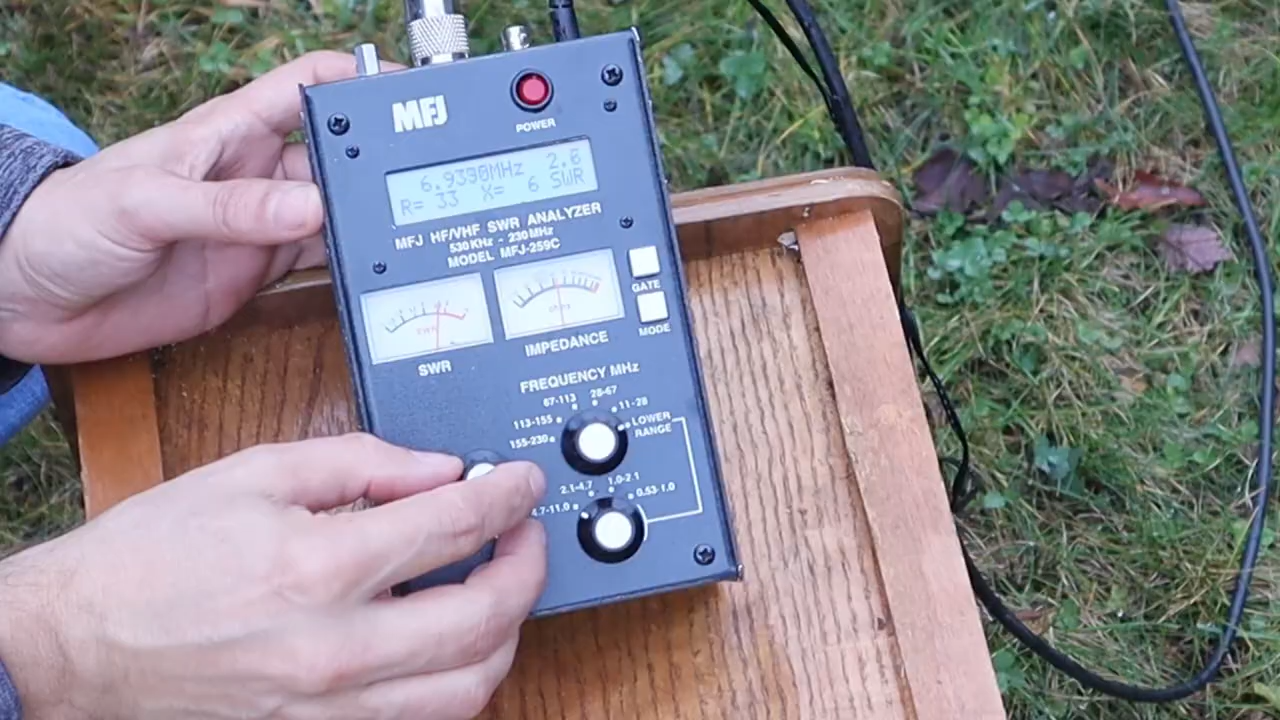 MFJ
POWER
2.6
R= 33 X= 6 SWR
MFJ HF/VHF SWR ANALYZER
530 KHz - 230 MHz
MODEL MFJ-259C
GATE
MODE
SWR
IMPEDANCE
FREQUENCY MHz
67-113 28-67
113-155 11-28
155-230 LOWER
RANGE
2.1-4.7 1.0-2.1
4.7-11.0 0.53-1.0